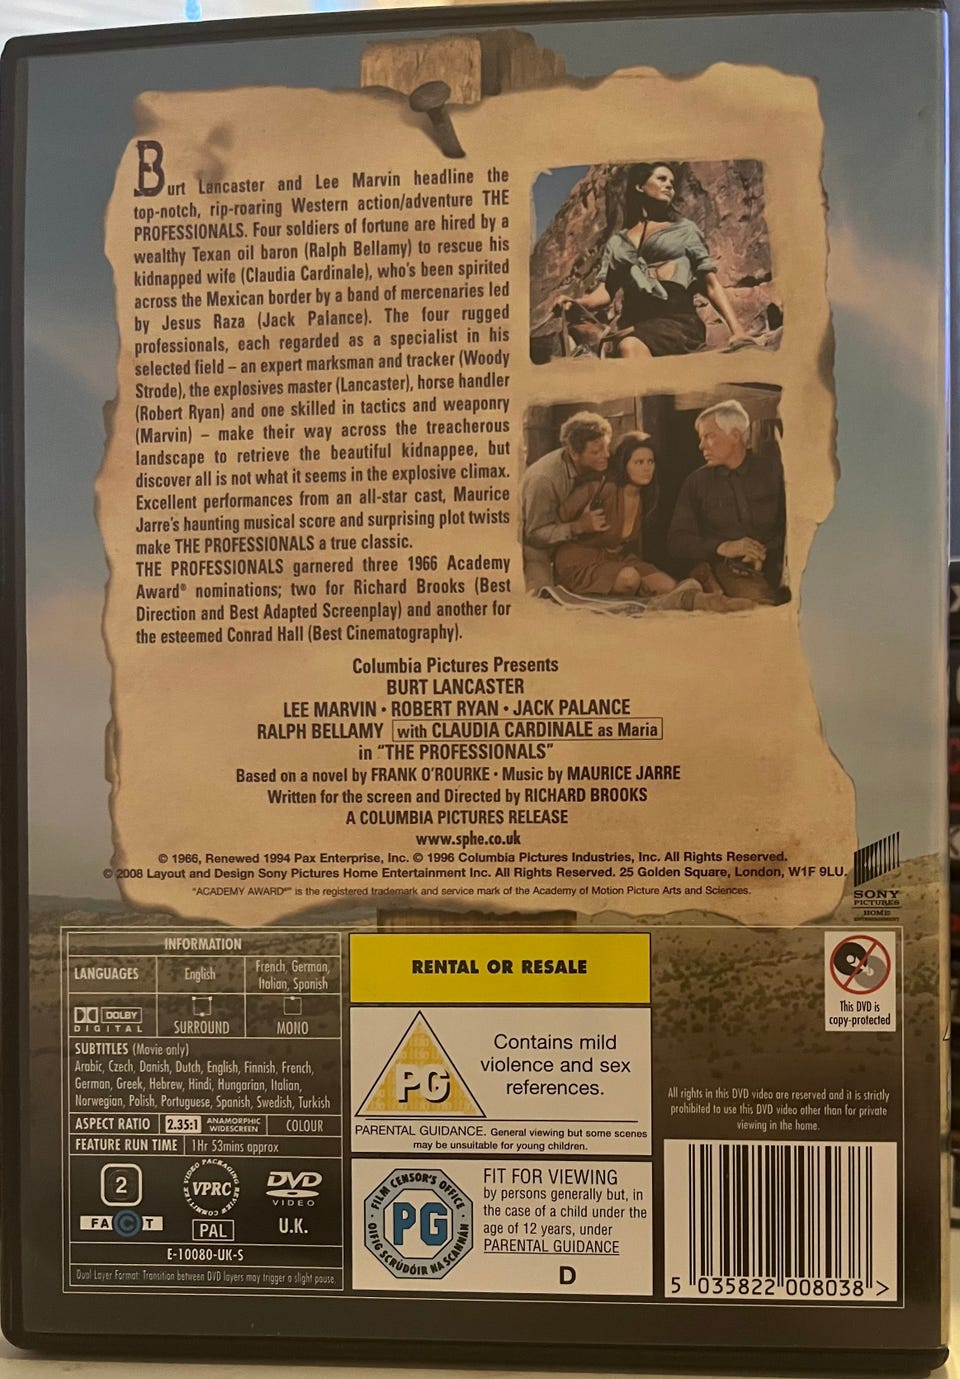 Burt Lancaster and Lee Marvin headline the
top-notch, rip-roaring Western action/adventure THE
PROFESSIONALS. Four soldiers of fortune are hired by a
wealthy Texan oil baron (Ralph Bellamy) to rescue his
kidnapped wife (Claudia Cardinale), who's been spirited
across the Mexican border by a band of mercenaries led
by Jesus Raza (Jack Palance). The four rugged
professionals, each regarded as a specialist in his
selected field – an expert marksman and tracker (Woody
Strode), the explosives master (Lancaster), horse handler
(Robert Ryan) and one skilled in tactics and weaponry
(Marvin) – make their way across the treacherous
landscape to retrieve the beautiful kidnappee, but
discover all is not what it seems in the explosive climax.
Excellent performances from an all-star cast, Maurice
Jarre's haunting musical score and surprising plot twists
make THE PROFESSIONALS a true classic.
THE PROFESSIONALS garnered three 1966 Academy
Award® nominations; two for Richard Brooks (Best
Direction and Best Adapted Screenplay) and another for
the esteemed Conrad Hall (Best Cinematography).
Columbia Pictures Presents
BURT LANCASTER
LEE MARVIN • ROBERT RYAN • JACK PALANCE
RALPH BELLAMY with CLAUDIA CARDINALE as Maria
in "THE PROFESSIONALS"
Based on a novel by FRANK O'ROURKE • Music by MAURICE JARRE
Written for the screen and Directed by RICHARD BROOKS
A COLUMBIA PICTURES RELEASE
www.sphe.co.uk
© 1966, Renewed 1994 Pax Enterprise, Inc. © 1996 Columbia Pictures Industries, Inc. All Rights Reserved.
© 2008 Layout and Design Sony Pictures Home Entertainment Inc. All Rights Reserved. 25 Golden Square, London, W1F 9LU.
"ACADEMY AWARD®" is the registered trademark and service mark of the Academy of Motion Picture Arts and Sciences.
SONY
PICTURES
HOME
ENTERTAINMENT
INFORMATION
LANGUAGES English French, German,
Italian, Spanish
DOLBY
DIGITAL SURROUND MONO
SUBTITLES (Movie only)
Arabic, Czech, Danish, Dutch, English, Finnish, French,
German, Greek, Hebrew, Hindi, Hungarian, Italian,
Norwegian, Polish, Portuguese, Spanish, Swedish, Turkish
ASPECT RATIO 2.35:1 ANAMORPHIC WIDESCREEN COLOUR
FEATURE RUN TIME 1Hr 53mins approx
2
FACT
VIDEO PACKAGING REVIEW COMMITTEE
VPRC
PAL
DVD
VIDEO
U.K.
E-10080-UK-S
Dual Layer Format: Transition between DVD layers may trigger a slight pause.
RENTAL OR RESALE
PG
Contains mild
violence and sex
references.
PARENTAL GUIDANCE. General viewing but some scenes
may be unsuitable for young children.
FILM CENSOR'S OFFICE
PG
OIFIG SCRÚDÓIR NA SCANNÁN
FIT FOR VIEWING
by persons generally but, in
the case of a child under the
age of 12 years, under
PARENTAL GUIDANCE
D
This DVD is
copy-protected
All rights in this DVD video are reserved and it is strictly
prohibited to use this DVD video other than for private
viewing in the home.
5 035822 008038 >